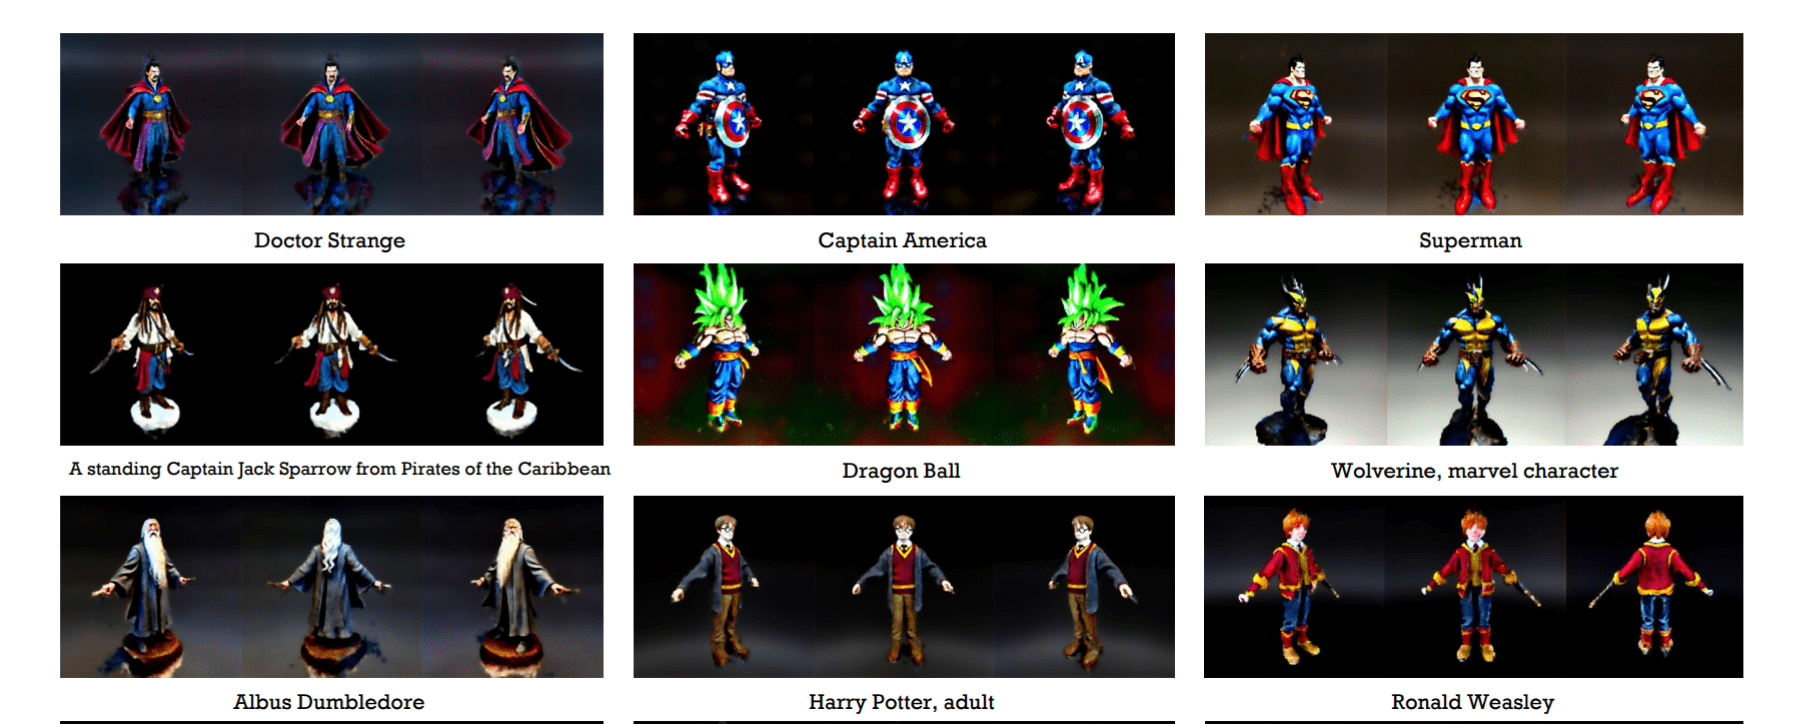 Doctor Strange
Captain America
Superman
A standing Captain Jack Sparrow from Pirates of the Caribbean
Dragon Ball
Wolverine, marvel character
Albus Dumbledore
Harry Potter, adult
Ronald Weasley